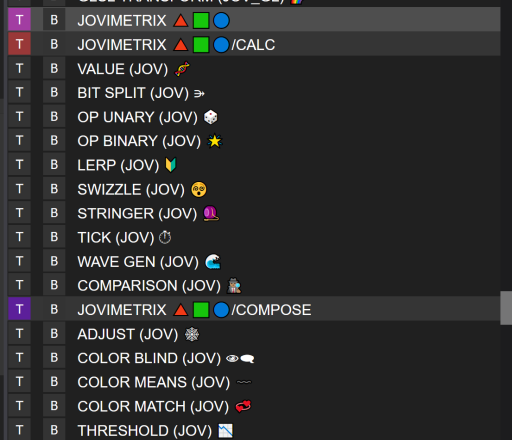 T B JOVIMETRIX 🔺🟩🔵
T B JOVIMETRIX 🔺🟩🔵/CALC
T B VALUE (JOV) 🧬
T B BIT SPLIT (JOV) ⭄
T B OP UNARY (JOV) 🎲
T B OP BINARY (JOV) 🌟
T B LERP (JOV) 🔰
T B SWIZZLE (JOV) 😵
T B STRINGER (JOV) 🪀
T B TICK (JOV) ⏱
T B WAVE GEN (JOV) 🌊
T B COMPARISON (JOV) 🕵🏽
T B JOVIMETRIX 🔺🟩🔵/COMPOSE
T B ADJUST (JOV) 🕸️
T B COLOR BLIND (JOV) 👁‍🗨
T B COLOR MEANS (JOV) 〰️
T B COLOR MATCH (JOV) 💞
T B THRESHOLD (JOV) 📉